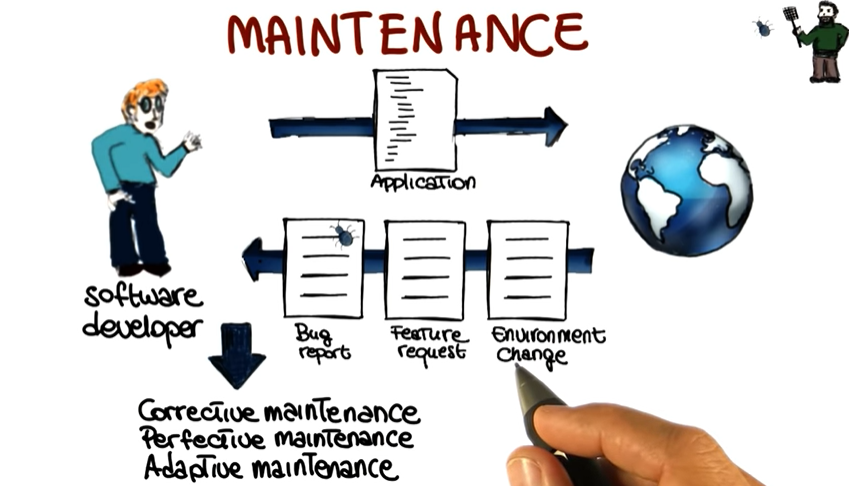 MAINTENANCE
Application
software
developer
Bug
report
Feature
request
Environment
Change
Corrective maintenance
Perfective maintenance
Adaptive maintenance